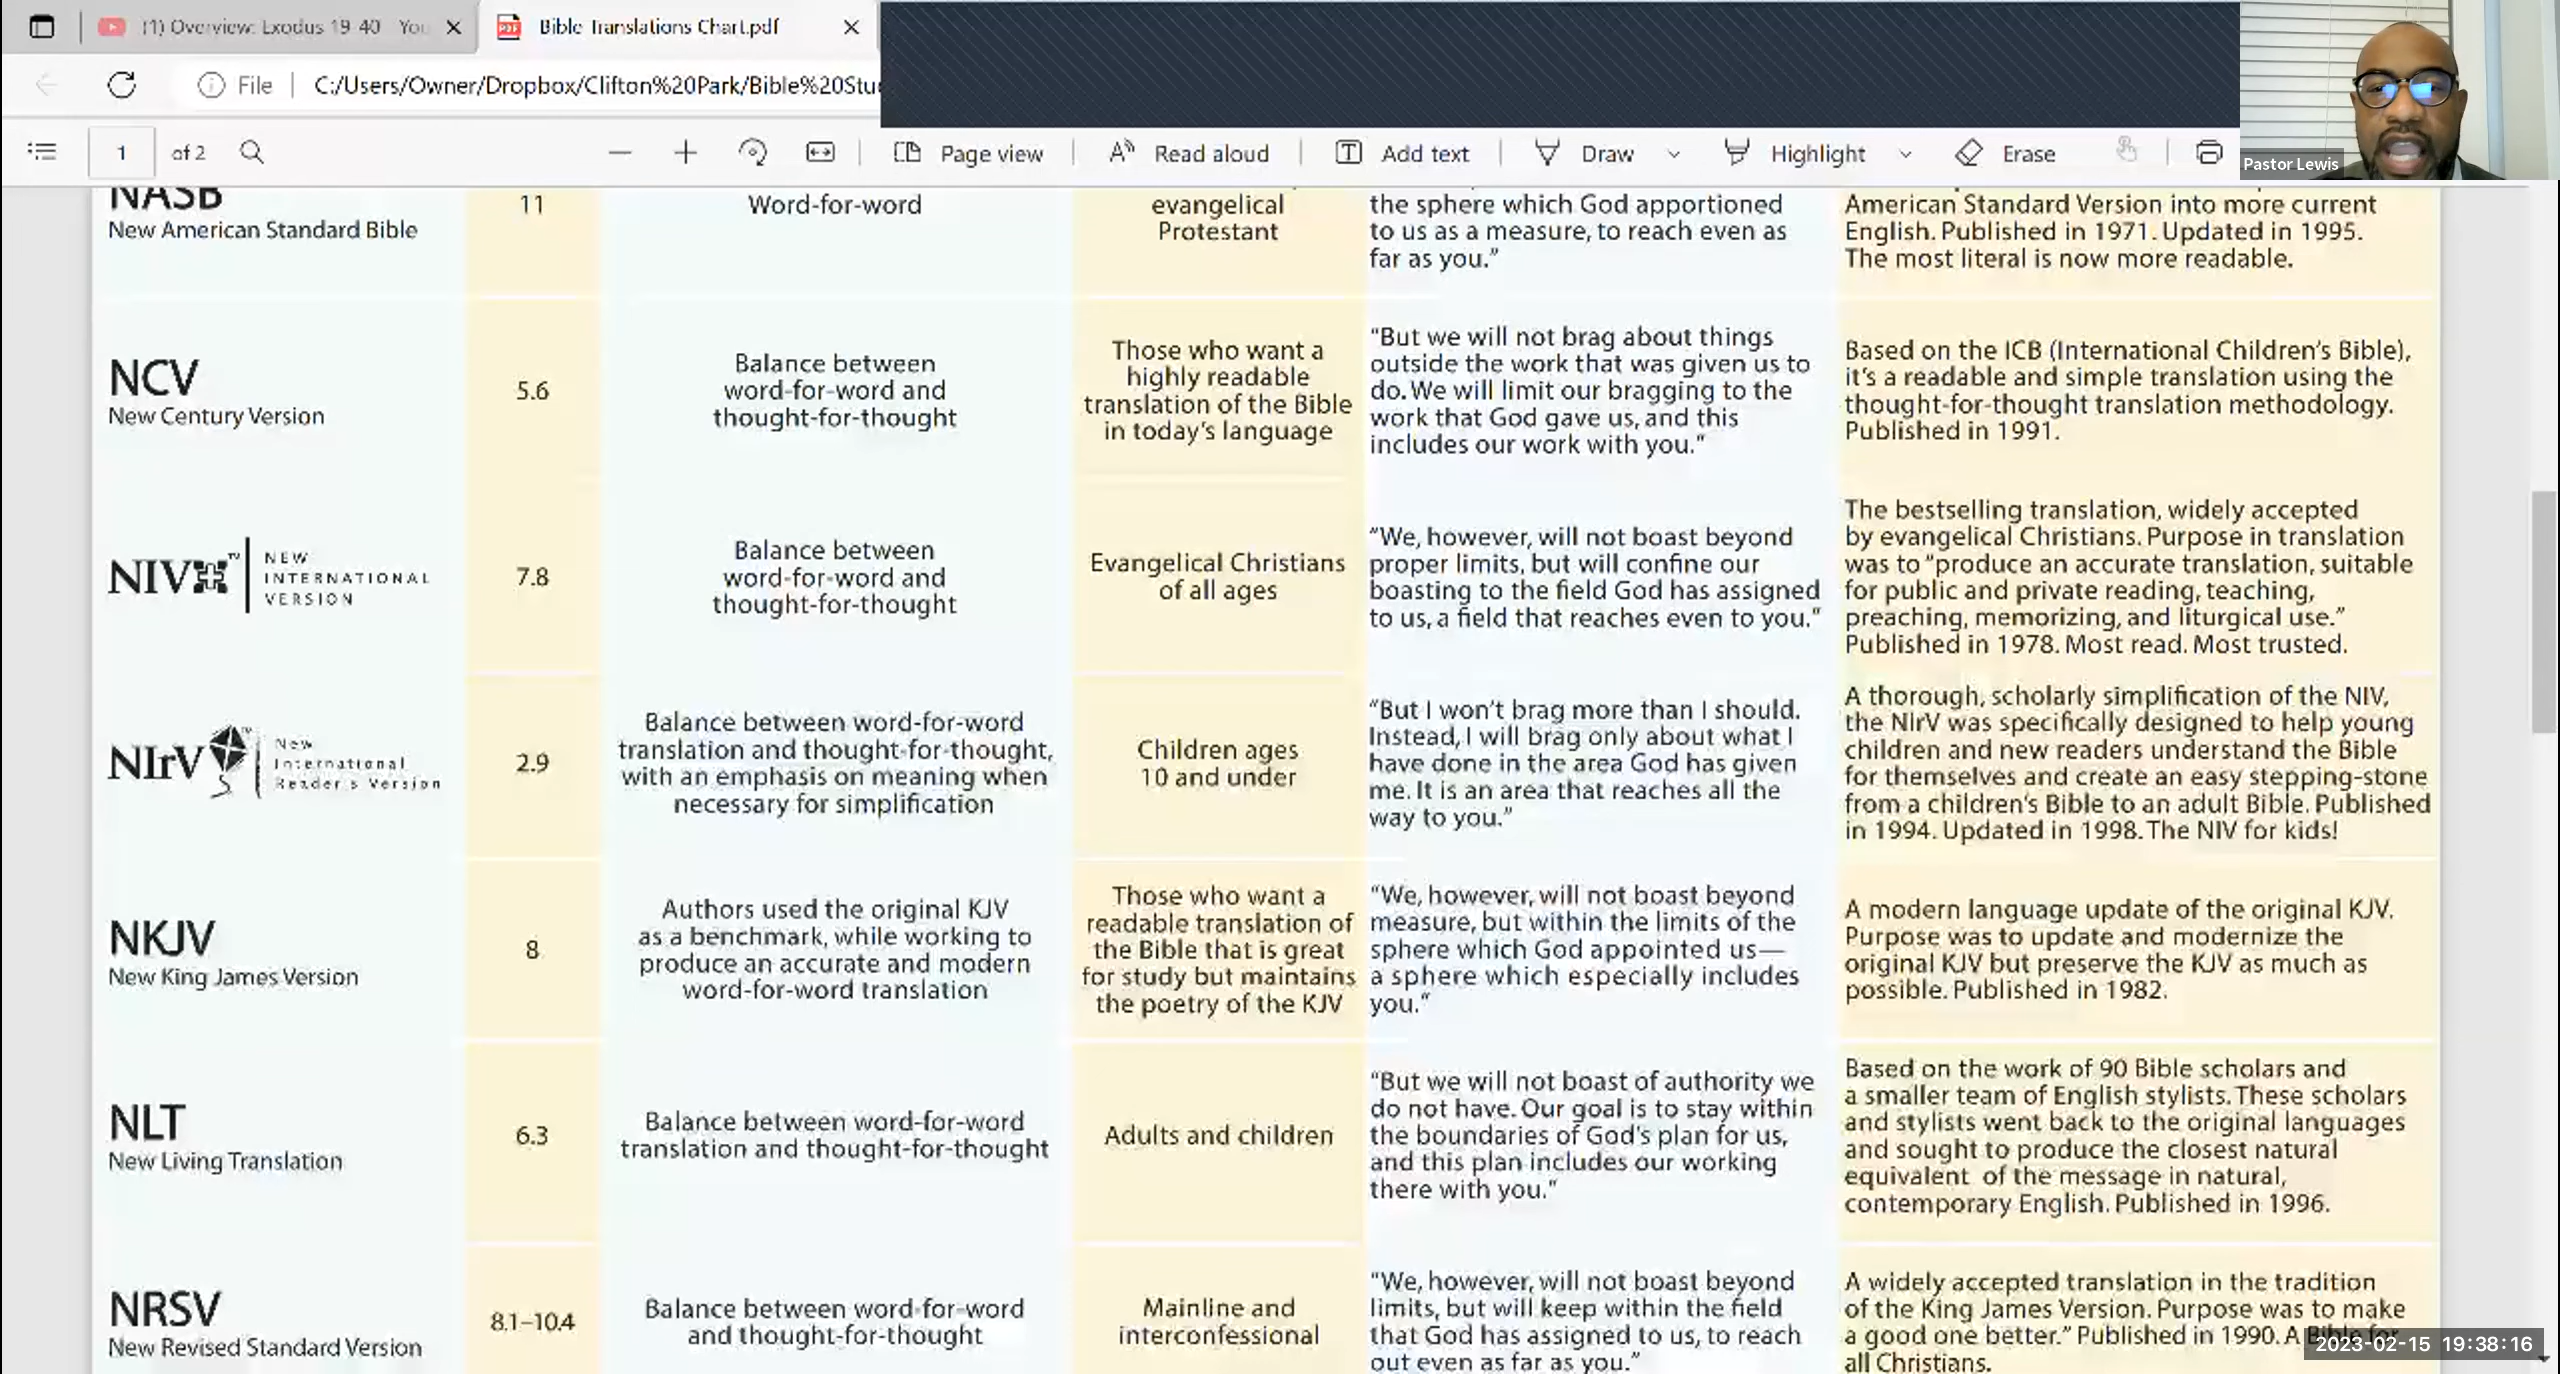 (1) Overview: Exodus 19-40 - You
Bible Translations Chart.pdf
File
C:/Users/Owner/Dropbox/Clifton%20Park/Bible%20Stu
1
of 2
Page view
Read aloud
Add text
Draw
Highlight
Erase
Pastor Lewis
NASB
New American Standard Bible
11
Word-for-word
evangelical
Protestant
the sphere which God apportioned
to us as a measure, to reach even as
far as you.”
American Standard Version into more current
English. Published in 1971. Updated in 1995.
The most literal is now more readable.
NCV
New Century Version
5.6
Balance between
word-for-word and
thought-for-thought
Those who want a
highly readable
translation of the Bible
in today’s language
“But we will not brag about things
outside the work that was given us to
do. We will limit our bragging to the
work that God gave us, and this
includes our work with you.”
Based on the ICB (International Children’s Bible),
it’s a readable and simple translation using the
thought-for-thought translation methodology.
Published in 1991.
NIV™
NEW
INTERNATIONAL
VERSION
7.8
Balance between
word-for-word and
thought-for-thought
Evangelical Christians
of all ages
“We, however, will not boast beyond
proper limits, but will confine our
boasting to the field God has assigned
to us, a field that reaches even to you.”
The bestselling translation, widely accepted
by evangelical Christians. Purpose in translation
was to “produce an accurate translation, suitable
for public and private reading, teaching,
preaching, memorizing, and liturgical use.”
Published in 1978. Most read. Most trusted.
NIrV™
New
International
Reader's Version
2.9
Balance between word-for-word
translation and thought-for-thought,
with an emphasis on meaning when
necessary for simplification
Children ages
10 and under
“But I won’t brag more than I should.
Instead, I will brag only about what I
have done in the area God has given
me. It is an area that reaches all the
way to you.”
A thorough, scholarly simplification of the NIV,
the NIrV was specifically designed to help young
children and new readers understand the Bible
for themselves and create an easy stepping-stone
from a children’s Bible to an adult Bible. Published
in 1994. Updated in 1998. The NIV for kids!
NKJV
New King James Version
8
Authors used the original KJV
as a benchmark, while working to
produce an accurate and modern
word-for-word translation
Those who want a
readable translation of
the Bible that is great
for study but maintains
the poetry of the KJV
“We, however, will not boast beyond
measure, but within the limits of the
sphere which God appointed us—
a sphere which especially includes
you.”
A modern language update of the original KJV.
Purpose was to update and modernize the
original KJV but preserve the KJV as much as
possible. Published in 1982.
NLT
New Living Translation
6.3
Balance between word-for-word
translation and thought-for-thought
Adults and children
“But we will not boast of authority we
do not have. Our goal is to stay within
the boundaries of God’s plan for us,
and this plan includes our working
there with you.”
Based on the work of 90 Bible scholars and
a smaller team of English stylists. These scholars
and stylists went back to the original languages
and sought to produce the closest natural
equivalent of the message in natural,
contemporary English. Published in 1996.
NRSV
New Revised Standard Version
8.1–10.4
Balance between word-for-word
and thought-for-thought
Mainline and
interconfessional
“We, however, will not boast beyond
limits, but will keep within the field
that God has assigned to us, to reach
out even as far as you.”
A widely accepted translation in the tradition
of the King James Version. Purpose was to make
a good one better.” Published in 1990. A Bible for
all Christians.
2023-02-15 19:38:16